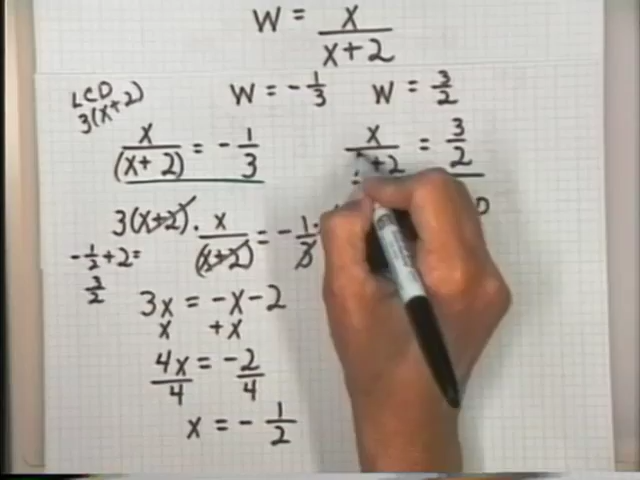 W = x/(x+2)
W = -1/3 W = 3/2
LCD
3(x+2)
x/(x+2) = -1/3
x/x+2 = 3/2
3(x+2) · x/(x+2) = -1/3 ·
-1/2 + 2 =
3/2
3x = -x - 2
x +x
4x/4 = -2/4
x = -1/2